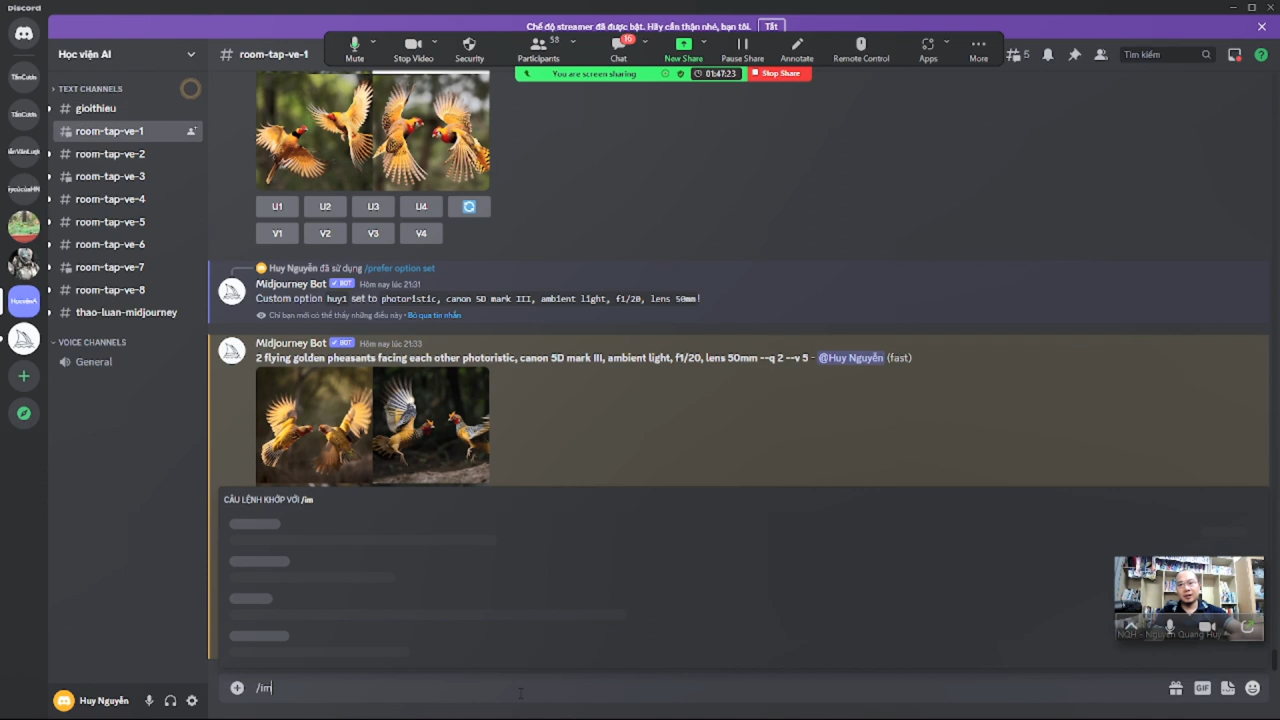 Discord
Chế độ streamer đã được bật. Hãy cẩn thận nhé, bạn tôi.
Tắt
Học viện AI
# room-tap-ve-1
Mute
Stop Video
Security
58
Participants
16
Chat
New Share
Pause Share
Annotate
Remote Control
Apps
More
5
Tìm kiếm
You are screen sharing
01:47:23
Stop Share
TEXT CHANNELS
gioithieu
room-tap-ve-1
room-tap-ve-2
room-tap-ve-3
room-tap-ve-4
room-tap-ve-5
room-tap-ve-6
room-tap-ve-7
room-tap-ve-8
thao-luan-midjourney
VOICE CHANNELS
General
U1 U2 U3 U4
V1 V2 V3 V4
Huy Nguyễn đã sử dụng /prefer option set
Midjourney Bot BOT Hôm nay lúc 21:31
Custom option huy1 set to photoristic, canon 5D mark III, ambient light, f1/20, lens 50mm
Chỉ bạn mới có thể thấy những điều này • Bỏ qua tin nhắn
Midjourney Bot BOT Hôm nay lúc 21:33
2 flying golden pheasants facing each other photoristic, canon 5D mark III, ambient light, f1/20, lens 50mm --q 2 --v 5 - @Huy Nguyễn (fast)
CÂU LỆNH KHỚP VỚI /im
NQH - Nguyen Quang Huy
/im
GIF
Huy Nguyễn